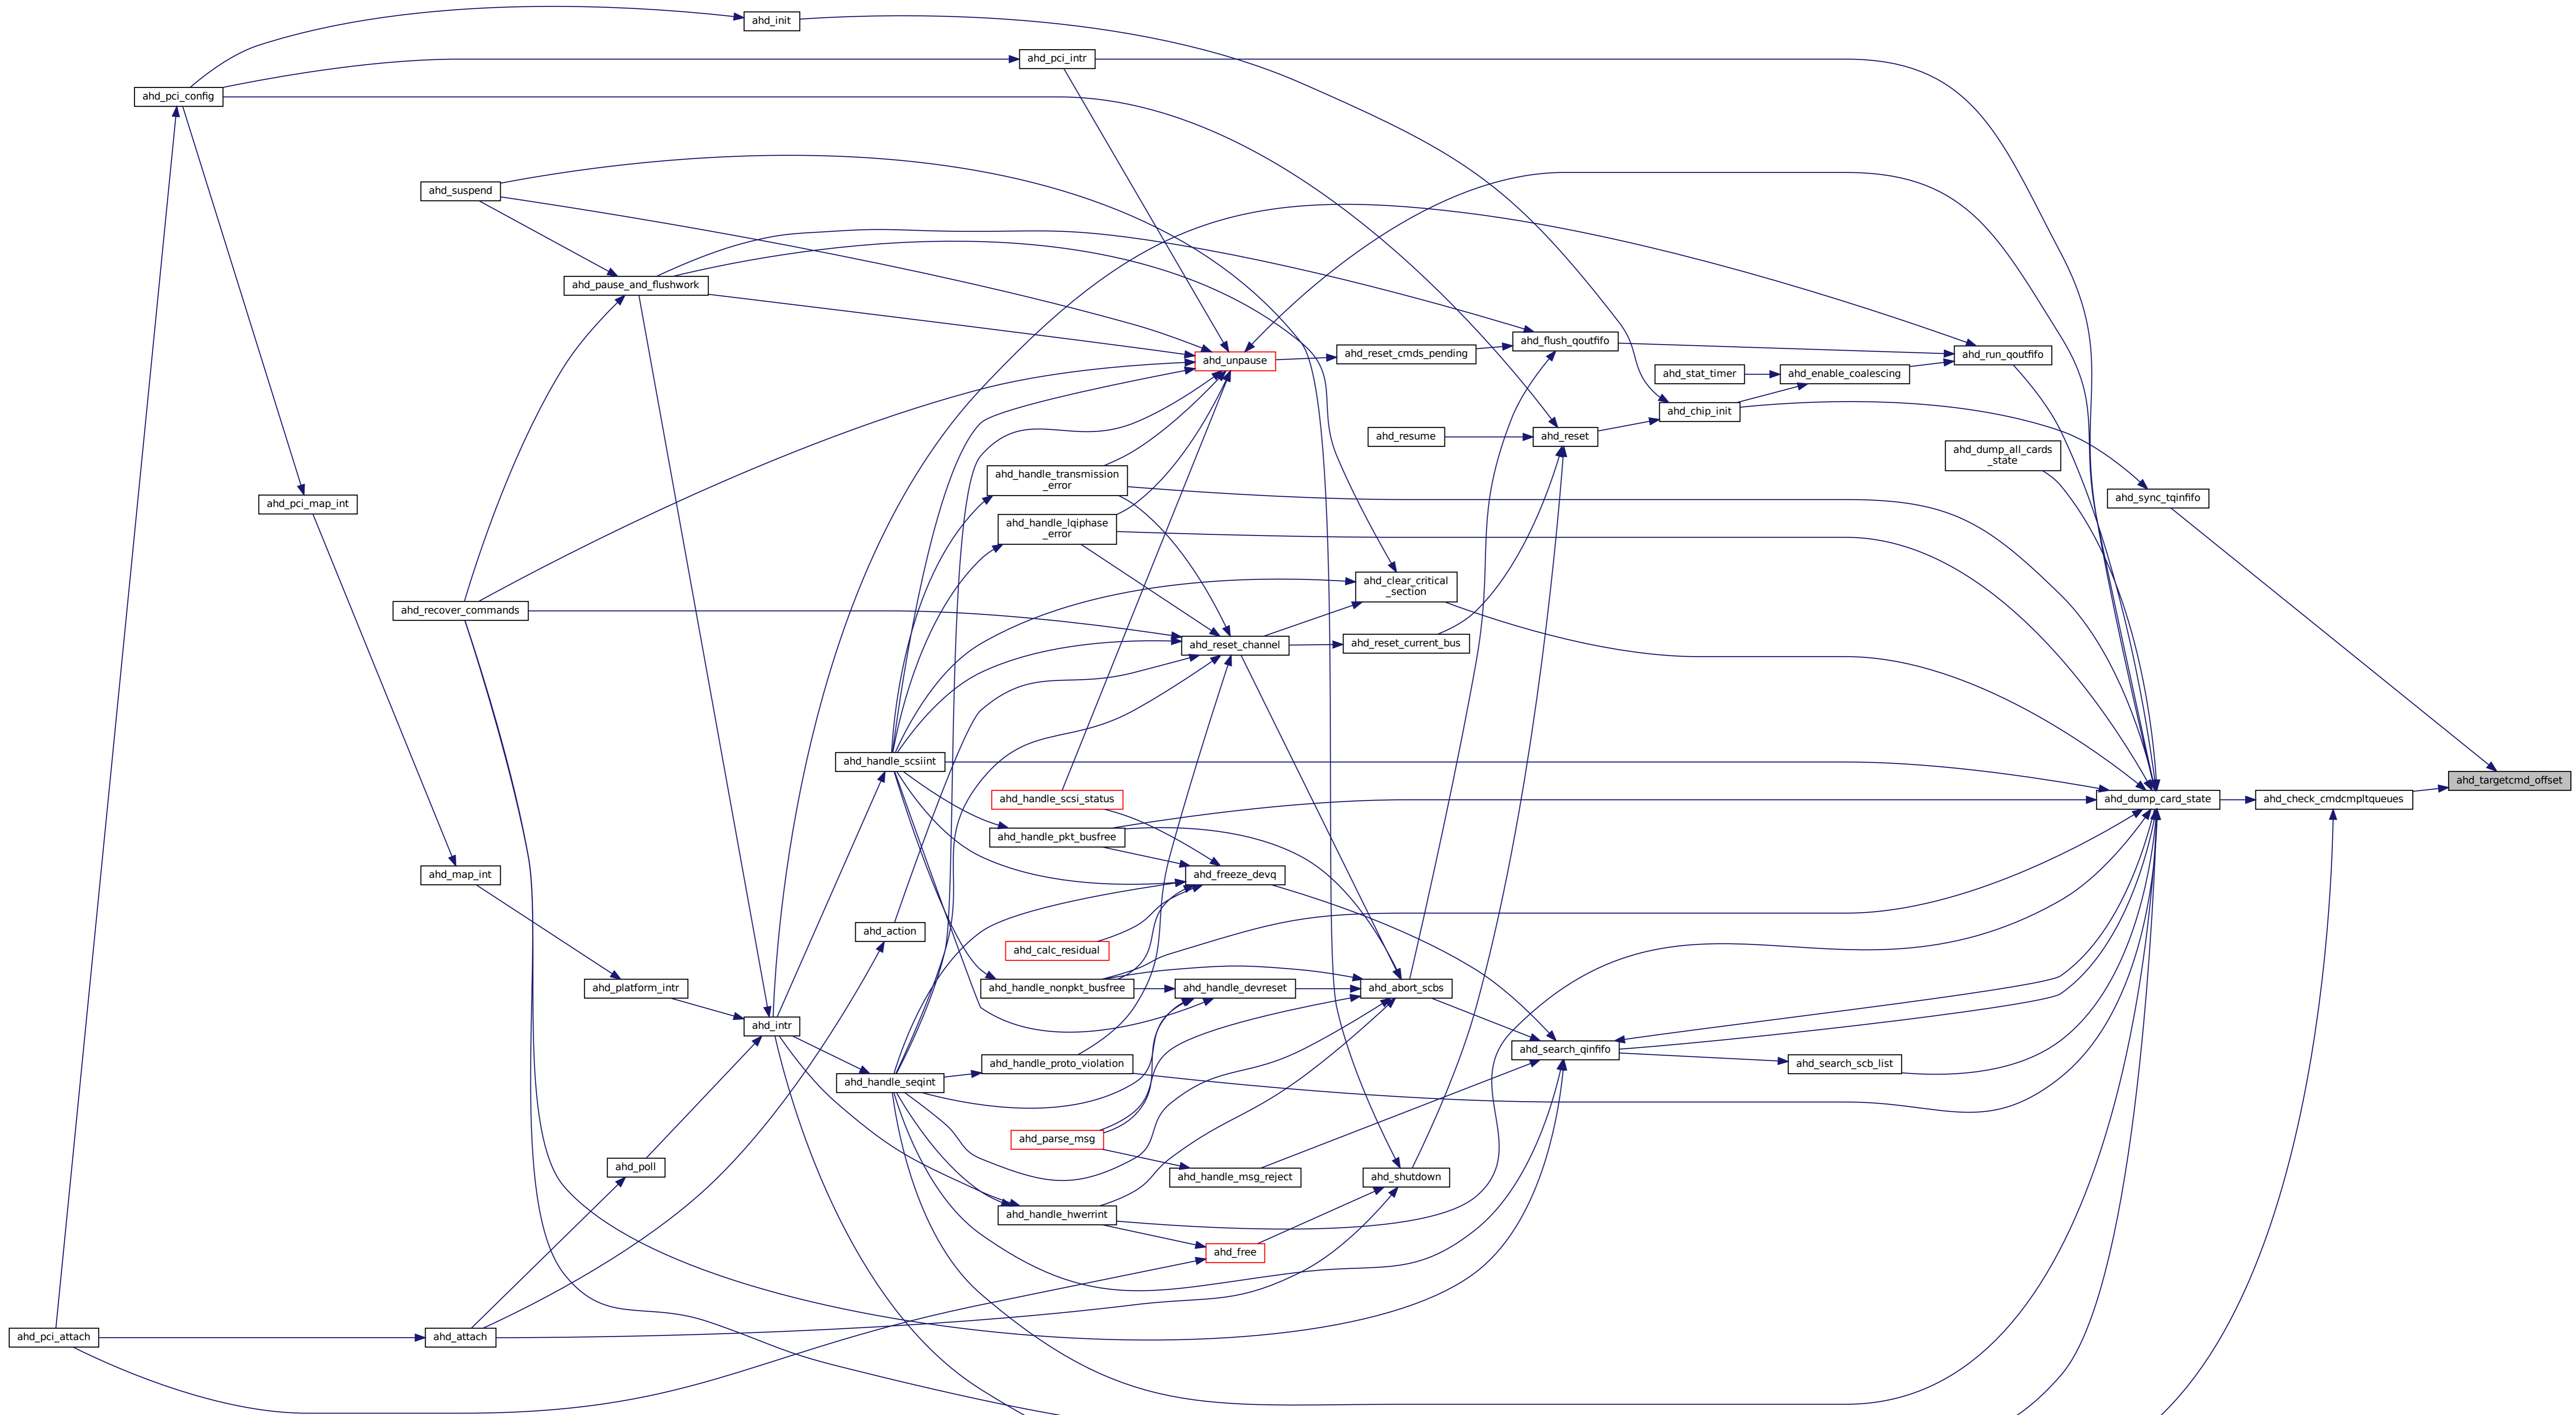 ahd_init
ahd_pci_intr
ahd_pci_config
ahd_suspend
ahd_pause_and_flushwork
ahd_flush_qoutfifo
ahd_reset_cmds_pending
ahd_run_qoutfifo
ahd_unpause
ahd_stat_timer
ahd_enable_coalescing
ahd_chip_init
ahd_resume
ahd_reset
ahd_dump_all_cards
_state
ahd_handle_transmission
_error
ahd_sync_tqinfifo
ahd_pci_map_int
ahd_handle_lqiphase
_error
ahd_clear_critical
_section
ahd_recover_commands
ahd_reset_channel
ahd_reset_current_bus
ahd_handle_scsiint
ahd_targetcmd_offset
ahd_handle_scsi_status
ahd_dump_card_state
ahd_check_cmdcmpltqueues
ahd_handle_pkt_busfree
ahd_map_int
ahd_freeze_devq
ahd_action
ahd_calc_residual
ahd_platform_intr
ahd_handle_nonpkt_busfree
ahd_handle_devreset
ahd_abort_scbs
ahd_intr
ahd_search_qinfifo
ahd_handle_proto_violation
ahd_search_scb_list
ahd_handle_seqint
ahd_parse_msg
ahd_poll
ahd_handle_msg_reject
ahd_shutdown
ahd_handle_hwerrint
ahd_free
ahd_pci_attach
ahd_attach